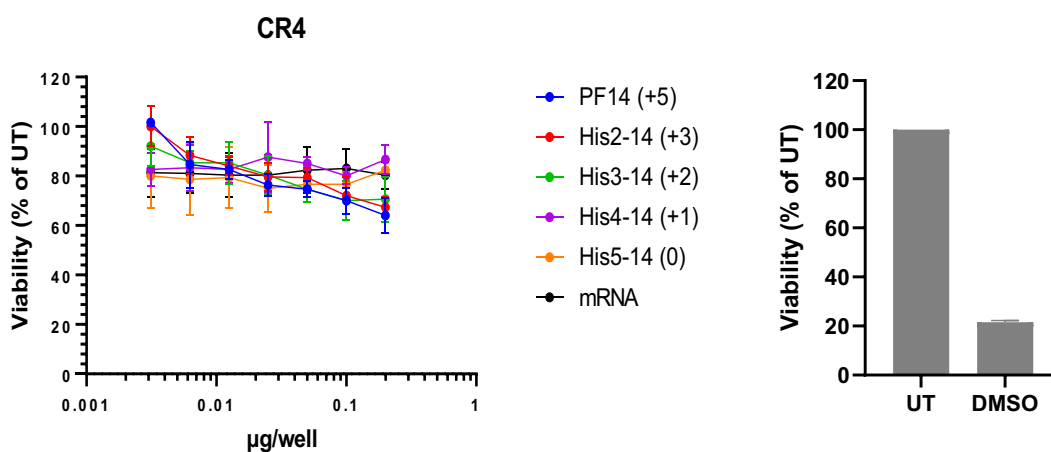 CR4
Viability (% of UT)
120
100
80
60
40
20
0
0.001
0.01
0.1
1
µg/well
PF14 (+5)
His2-14 (+3)
His3-14 (+2)
His4-14 (+1)
His5-14 (0)
mRNA
Viability (% of UT)
120
100
80
60
40
20
0
UT
DMSO